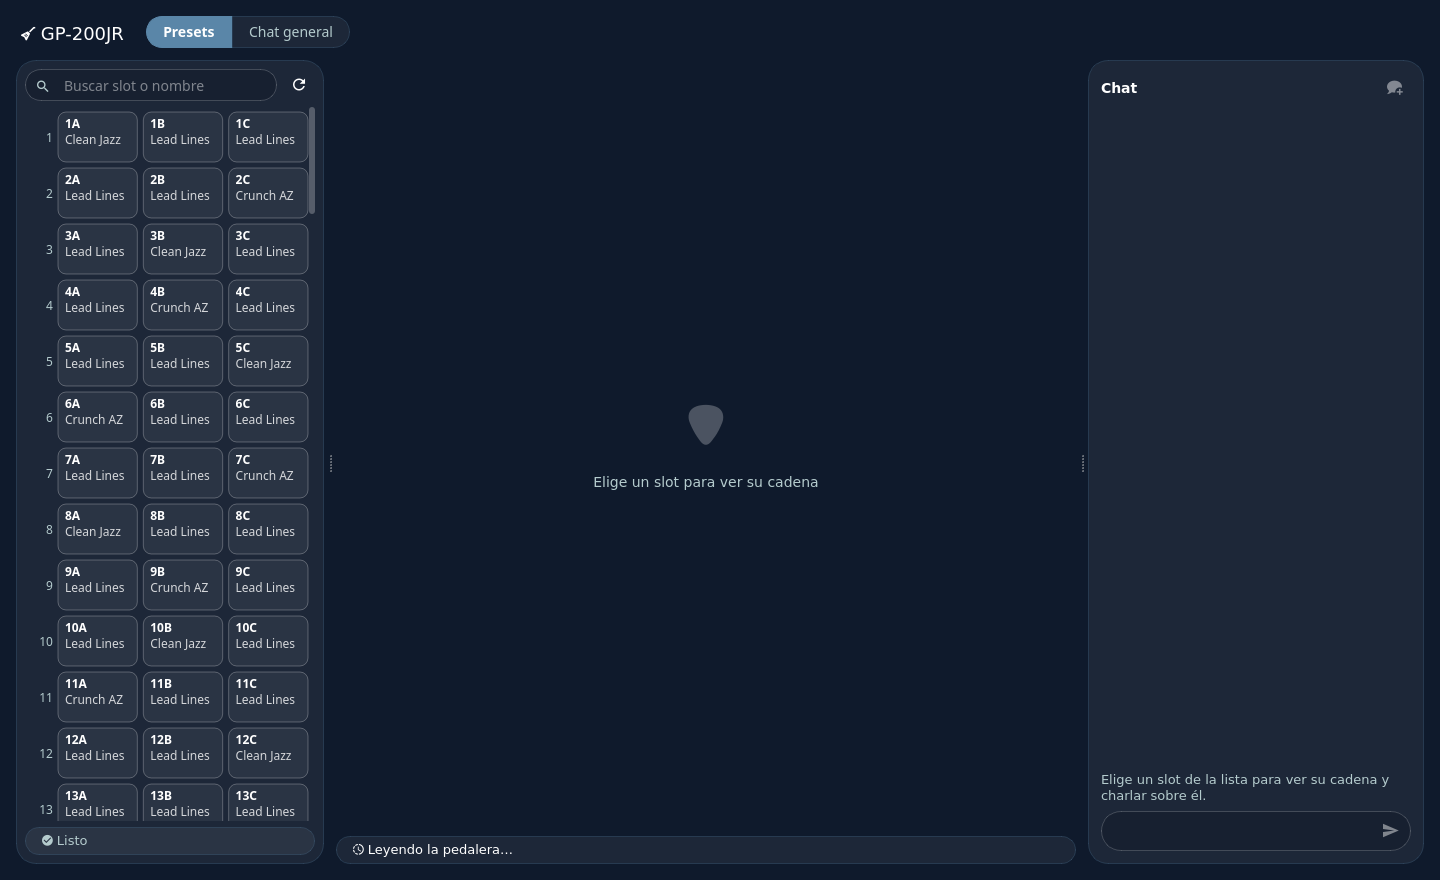 GP-200JR
Presets
Chat general
Buscar slot o nombre
1
1A
Clean Jazz
1B
Lead Lines
1C
Lead Lines
2
2A
Lead Lines
2B
Lead Lines
2C
Crunch AZ
3
3A
Lead Lines
3B
Clean Jazz
3C
Lead Lines
4
4A
Lead Lines
4B
Crunch AZ
4C
Lead Lines
5
5A
Lead Lines
5B
Lead Lines
5C
Clean Jazz
6
6A
Crunch AZ
6B
Lead Lines
6C
Lead Lines
7
7A
Lead Lines
7B
Lead Lines
7C
Crunch AZ
8
8A
Clean Jazz
8B
Lead Lines
8C
Lead Lines
9
9A
Lead Lines
9B
Crunch AZ
9C
Lead Lines
10
10A
Lead Lines
10B
Clean Jazz
10C
Lead Lines
11
11A
Crunch AZ
11B
Lead Lines
11C
Lead Lines
12
12A
Lead Lines
12B
Lead Lines
12C
Clean Jazz
13
13A
Lead Lines
13B
Lead Lines
13C
Lead Lines
Listo
Elige un slot para ver su cadena
Leyendo la pedalera...
Chat
Elige un slot de la lista para ver su cadena y
charlar sobre él.